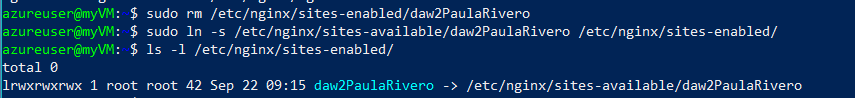 azureuser@myVM: $ sudo rm /etc/nginx/sites-enabled/daw2PaulaRivero
azureuser@myVM: $ sudo ln -s /etc/nginx/sites-available/daw2PaulaRivero /etc/nginx/sites-enabled/
azureuser@myVM: $ ls -l /etc/nginx/sites-enabled/
total 0
lrwxrwxrwx 1 root root 42 Sep 22 09:15 daw2PaulaRivero -> /etc/nginx/sites-available/daw2PaulaRivero